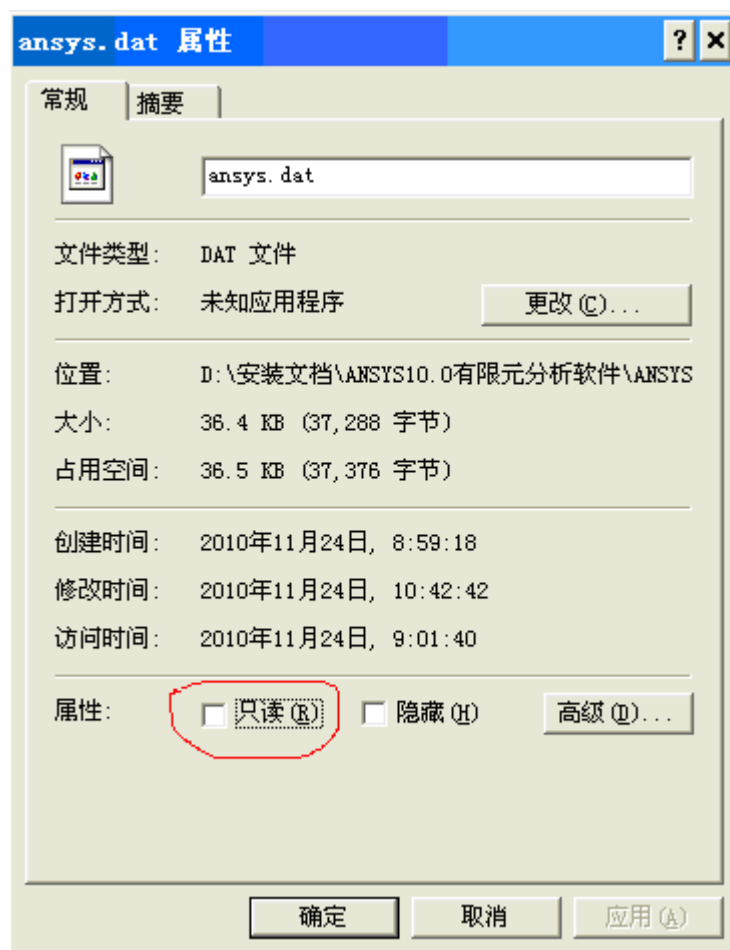 ansys.dat 属性
常规 摘要
ansys.dat
文件类型: DAT 文件
打开方式: 未知应用程序 更改(C)...
位置: D:\安装文档\ANSYS10.0有限元分析软件\ANSYS
大小: 36.4 KB (37,288 字节)
占用空间: 36.5 KB (37,376 字节)
创建时间: 2010年11月24日, 8:59:18
修改时间: 2010年11月24日, 10:42:42
访问时间: 2010年11月24日, 9:01:40
属性: 只读(R) 隐藏(H) 高级(D)...
确定 取消 应用(A)